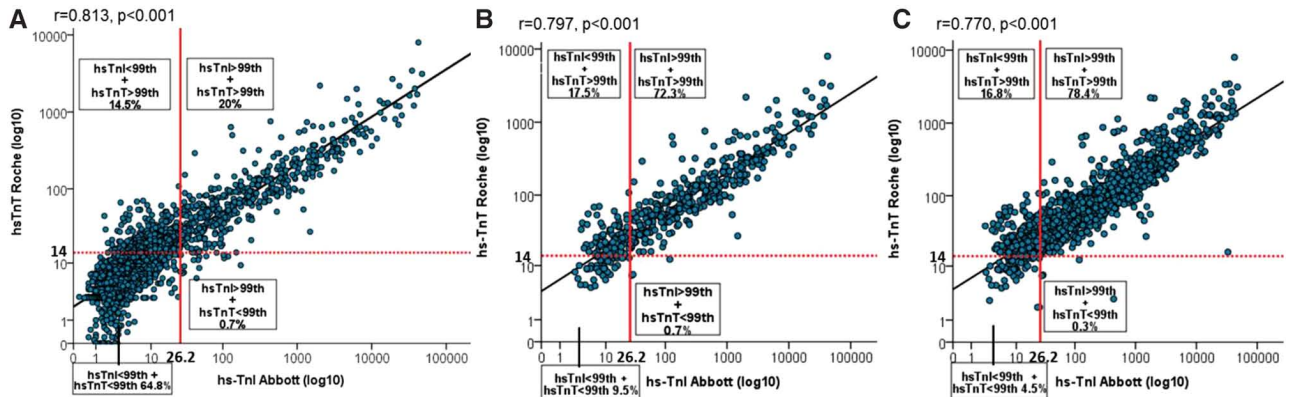 A
r=0.813, p<0.001
hsTnT Roche (log10)
10000
1000
100
14
10
1
0
hsTnI<99th
+
hsTnT>99th
14.5%
hsTnI>99th
+
hsTnT>99th
20%
hsTnI>99th
+
hsTnT<99th
0.7%
0 1 10 26.2 100 1000 10000 100000
hsTnI<99th +
hsTnT<99th 64.8%
hs-TnI Abbott (log10)
B
r=0.797, p<0.001
hs-TnT Roche (log10)
10000
1000
100
14
10
1
0
hsTnI<99th
+
hsTnT>99th
17.5%
hsTnI>99th
+
hsTnT>99th
72.3%
hsTnI>99th
+
hsTnT<99th
0.7%
0 1 10 26.2 100 1000 10000 100000
hsTnI<99th +
hsTnT<99th 9.5%
hs-TnI Abbott (log10)
C
r=0.770, p<0.001
hs-TnT Roche (log10)
10000
1000
100
14
10
1
0
hsTnI<99th
+
hsTnT>99th
16.8%
hsTnI>99th
+
hsTnT>99th
78.4%
hsTnI>99th
+
hsTnT<99th
0.3%
0 1 10 26.2 100 1000 10000 100000
hsTnI<99th +
hsTnT<99th 4.5%
hs-TnI Abbott (log10)